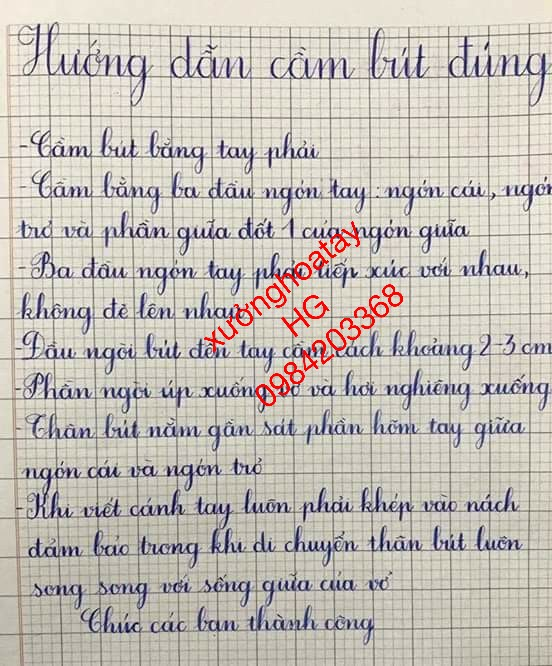 Hướng dẫn cầm bút đúng
- Cầm bút bằng tay phải
- Cầm bằng ba đầu ngón tay: ngón cái, ngón
trỏ và phần giữa đốt 1 của ngón giữa
- Ba đầu ngón tay phải tiếp xúc với nhau,
không đè lên nhau
- Đầu ngòi bút đến tay cầm cách khoảng 2-3 cm
- Phần ngòi úp xuống vở và hơi nghiêng xuống
- Thân bút nằm gần sát phần hõm tay giữa
ngón cái và ngón trỏ
- Khi viết cánh tay luôn phải khép vào nách
đảm bảo trong khi di chuyển thân bút luôn
song song với sống giữa của vở
Chúc các bạn thành công
xưởnghoatay
HG
0984203368